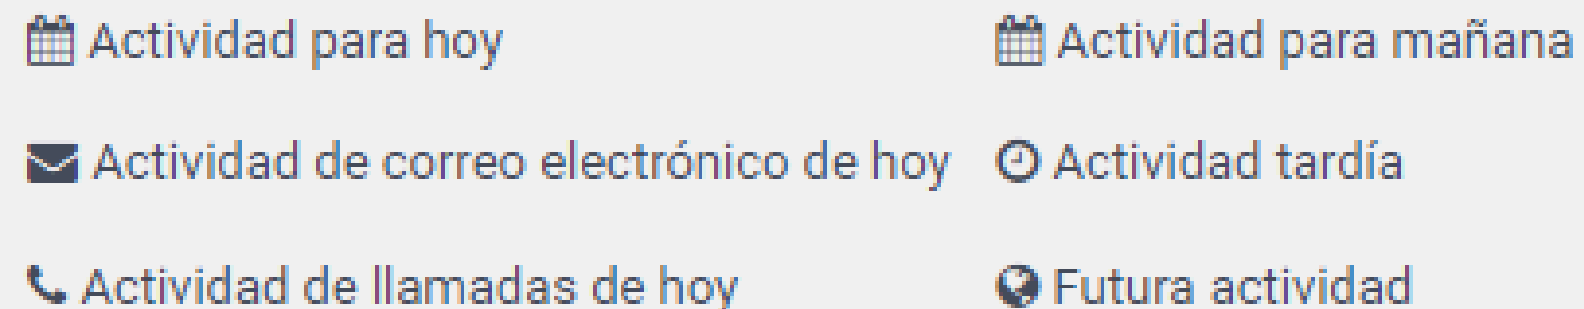 Actividad para hoy
Actividad para mañana
Actividad de correo electrónico de hoy
Actividad tardía
Actividad de llamadas de hoy
Futura actividad